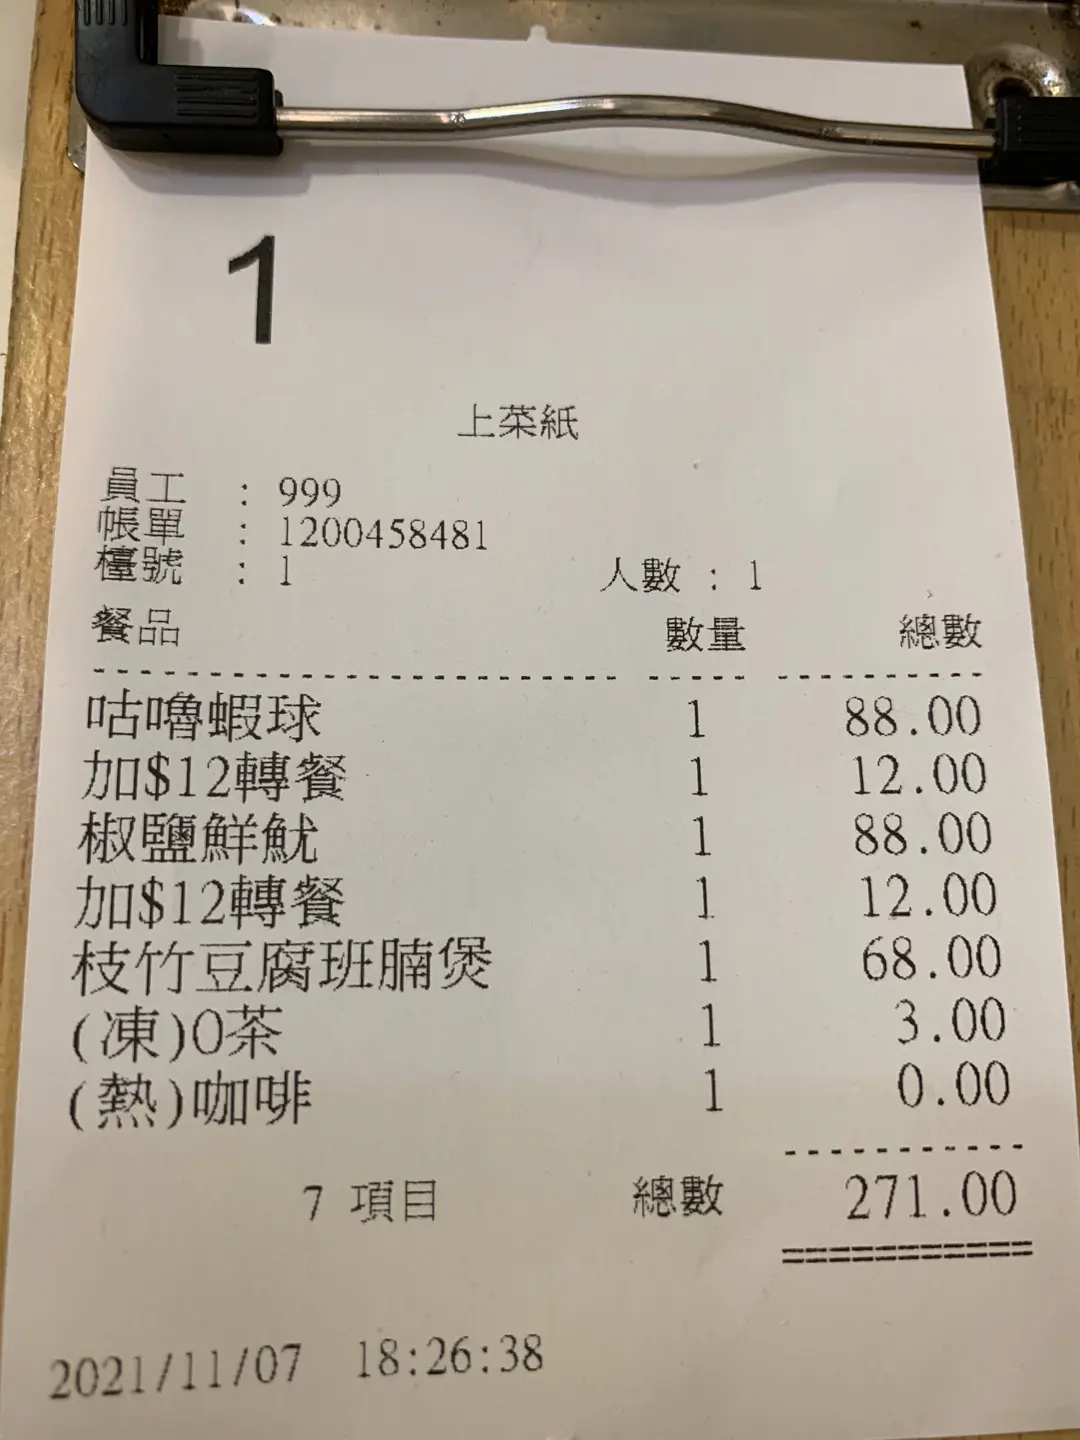 1
上菜紙
員工 : 999
帳單 : 1200458481
檯號 : 1 人數 : 1
餐品 數量 總數
咕嚕蝦球 1 88.00
加$12轉餐 1 12.00
椒鹽鮮魷 1 88.00
加$12轉餐 1 12.00
枝竹豆腐班腩煲 1 68.00
(凍)0茶 1 3.00
(熱)咖啡 1 0.00
7 項目 總數 271.00
2021/11/07 18:26:38